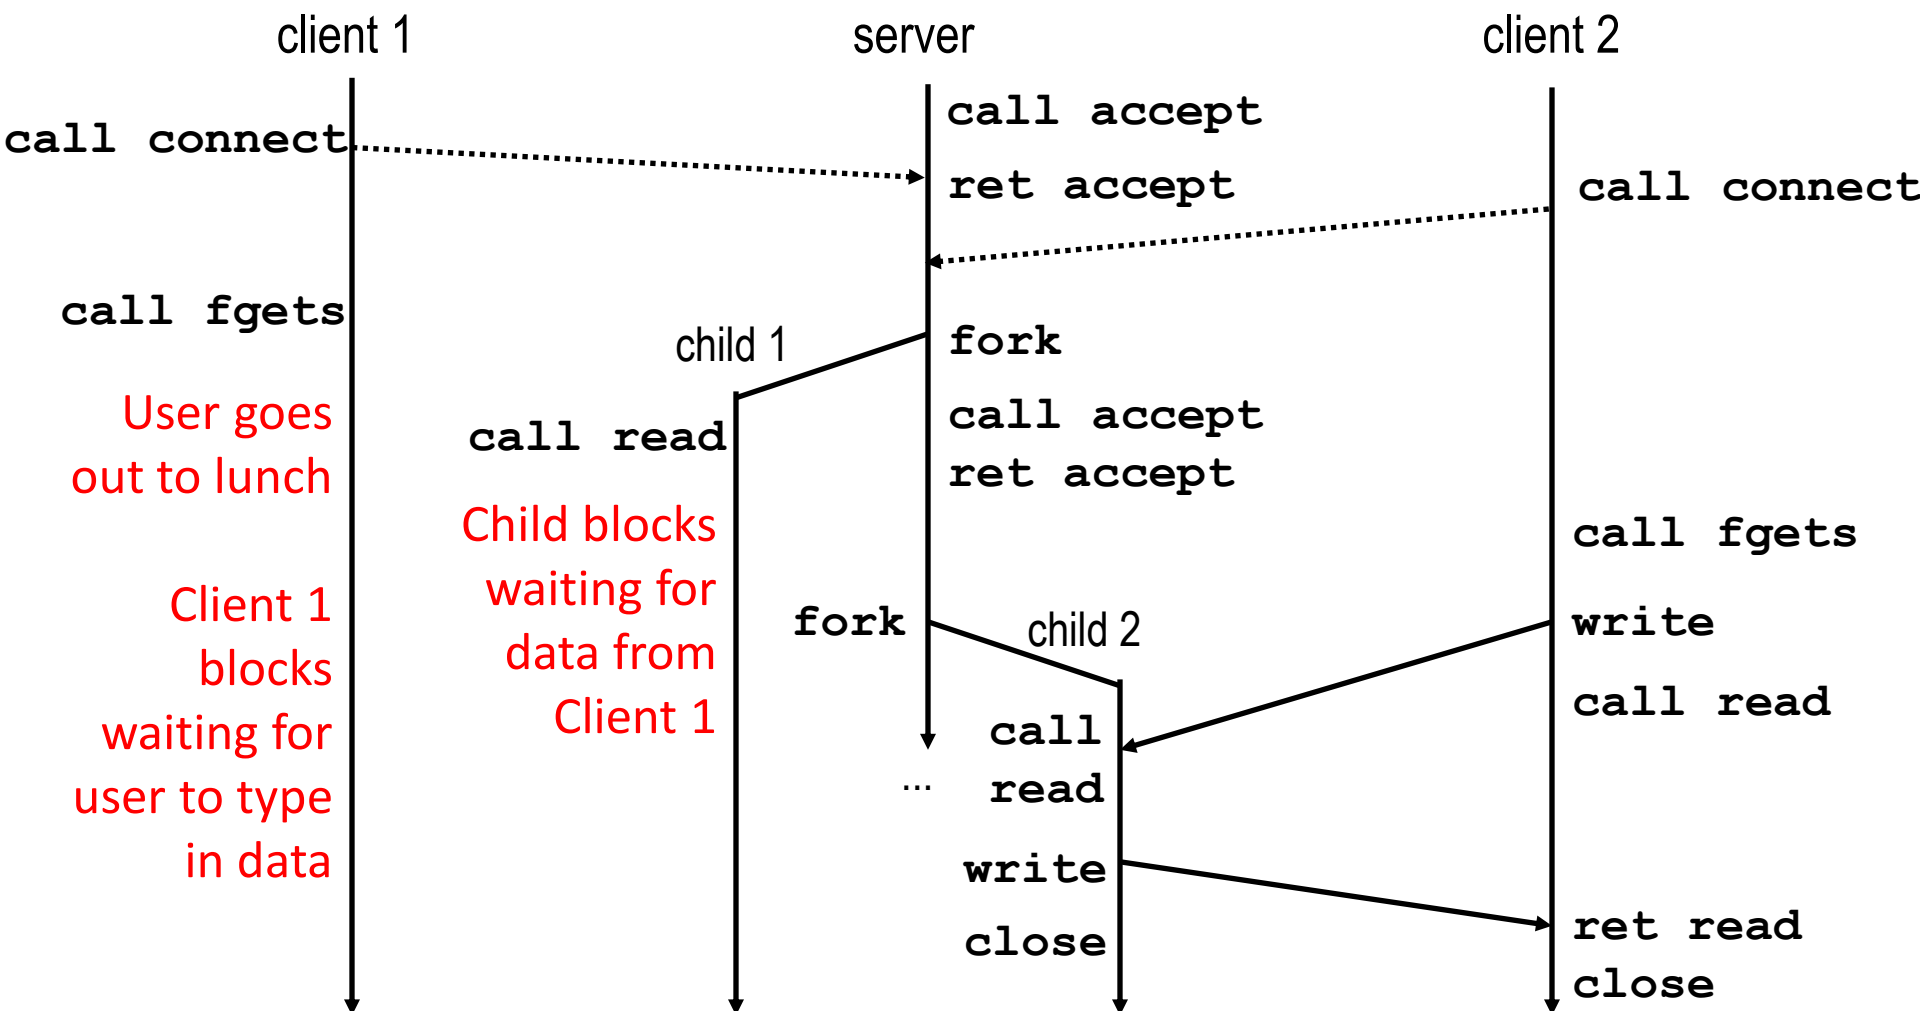 client 1
server
client 2
call connect
call accept
ret accept
call connect
call fgets
child 1
fork
User goes
out to lunch
call read
call accept
ret accept
Child blocks
waiting for
data from
Client 1
call fgets
Client 1
blocks
waiting for
user to type
in data
fork
child 2
write
call read
call
read
...
write
close
ret read
close